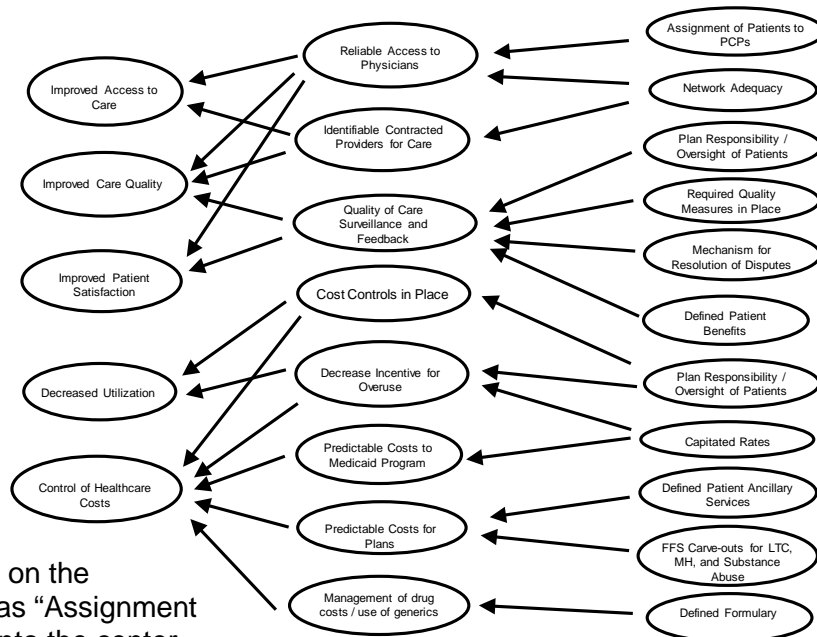 Improved Access to
Care
Improved Care Quality
Improved Patient
Satisfaction
Decreased Utilization
Control of Healthcare
Costs
Reliable Access to
Physicians
Identifiable Contracted
Providers for Care
Quality of Care
Surveillance and
Feedback
Cost Controls in Place
Decrease Incentive for
Overuse
Predictable Costs to
Medicaid Program
Predictable Costs for
Plans
Management of drug
costs / use of generics
Assignment of Patients to
PCPs
Network Adequacy
Plan Responsibility /
Oversight of Patients
Required Quality
Measures in Place
Mechanism for
Resolution of Disputes
Defined Patient
Benefits
Plan Responsibility /
Oversight of Patients
Capitated Rates
Defined Patient Ancillary
Services
FFS Carve-outs for LTC,
MH, and Substance
Abuse
Defined Formulary
on the
as “Assignment
nts the center